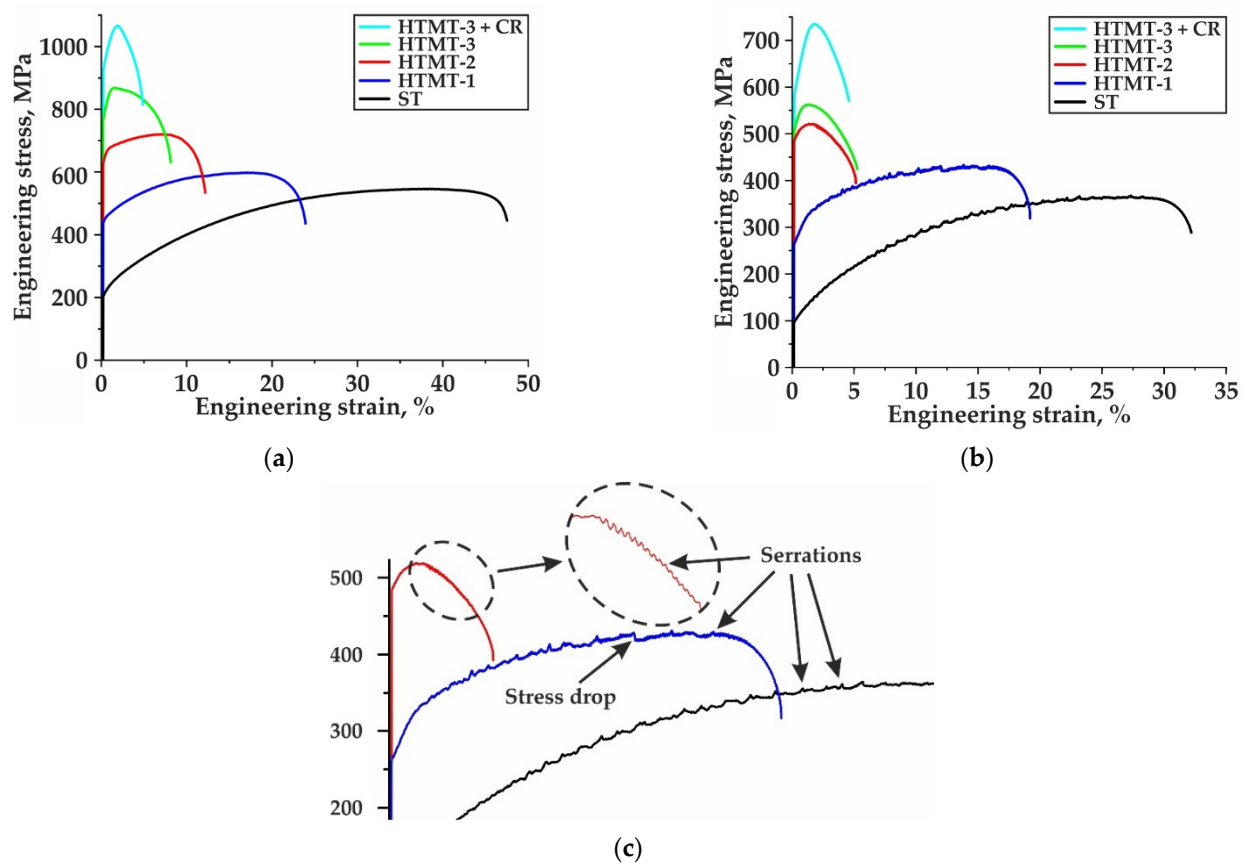 HTMT-3 + CR
HTMT-3
HTMT-2
HTMT-1
ST
1000
800
600
400
200
0
Engineering stress, MPa
0 10 20 30 40 50
Engineering strain, %
(a)
HTMT-3 + CR
HTMT-3
HTMT-2
HTMT-1
ST
700
600
500
400
300
200
100
0
Engineering stress, MPa
0 5 10 15 20 25 30 35
Engineering strain, %
(b)
500
400
300
200
Serrations
Stress drop
(c)